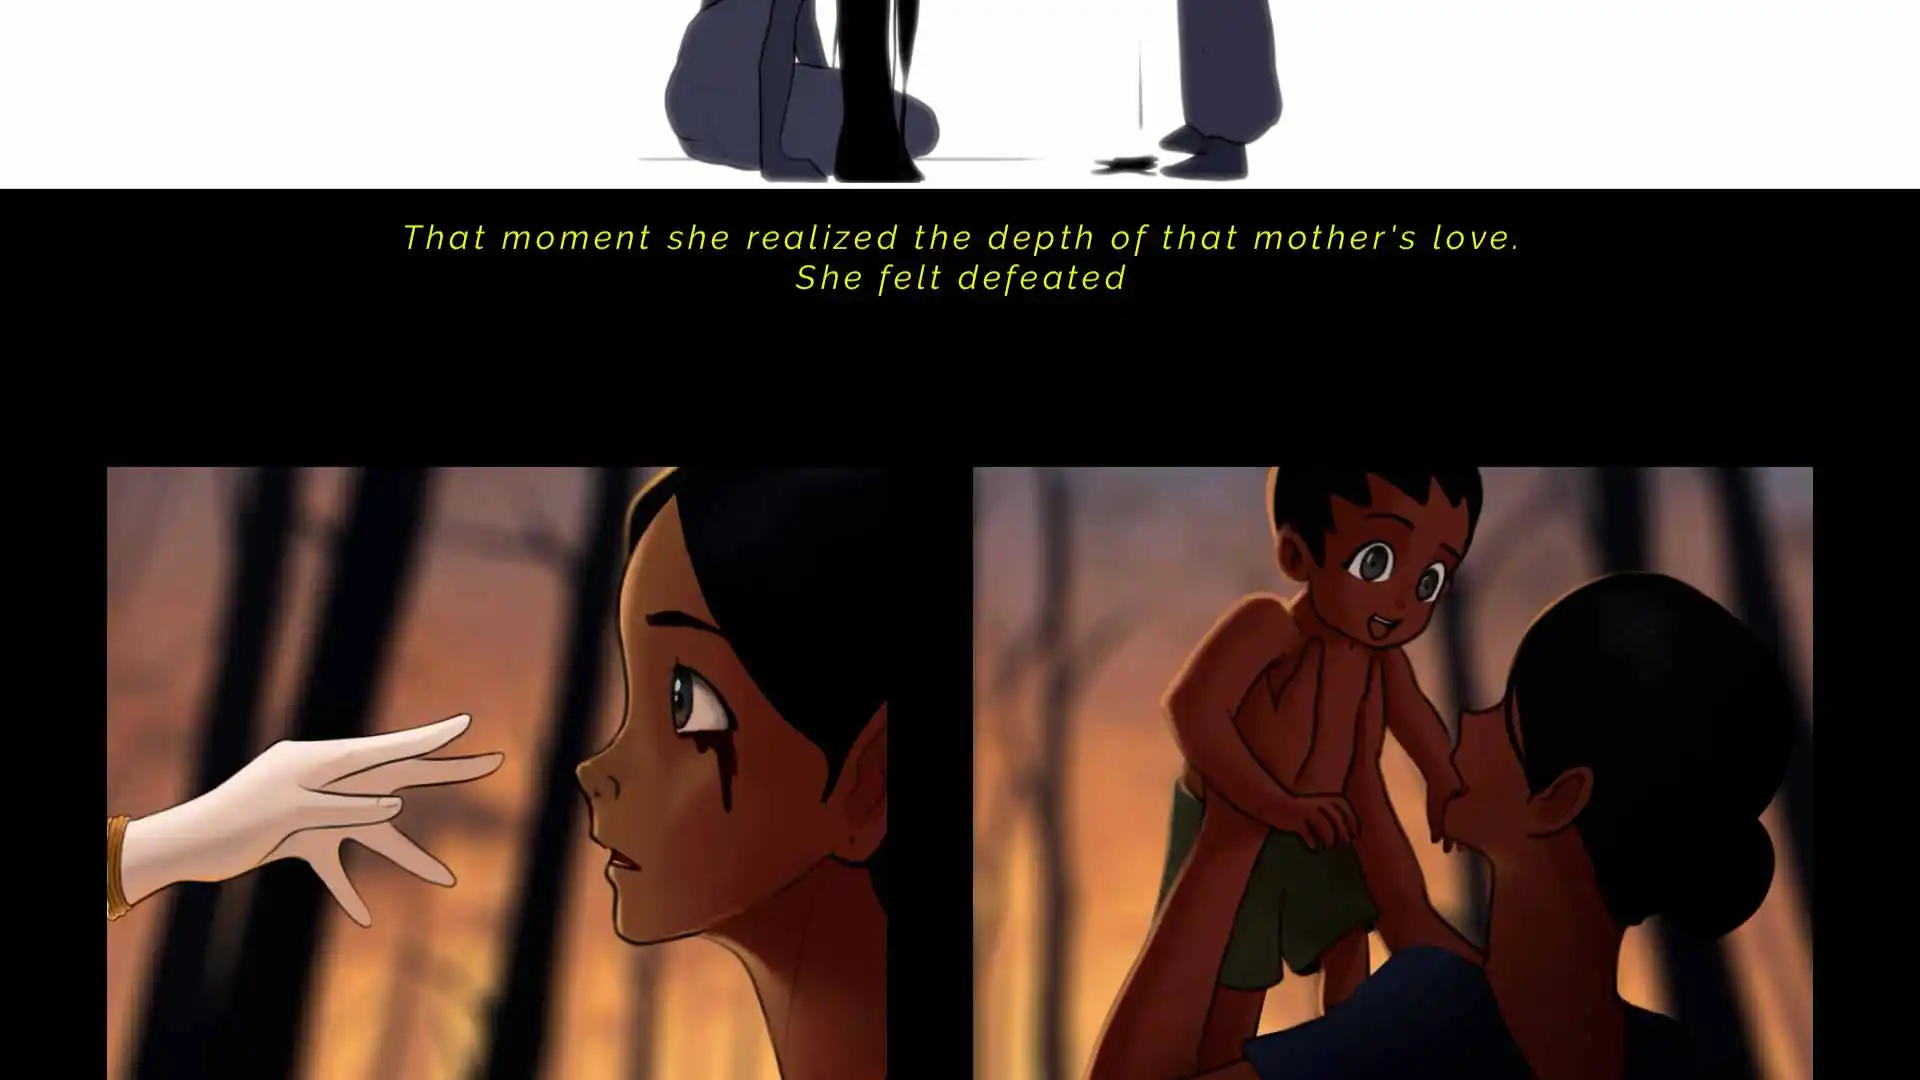 That moment she realized the depth of that mother's love.
She felt defeated